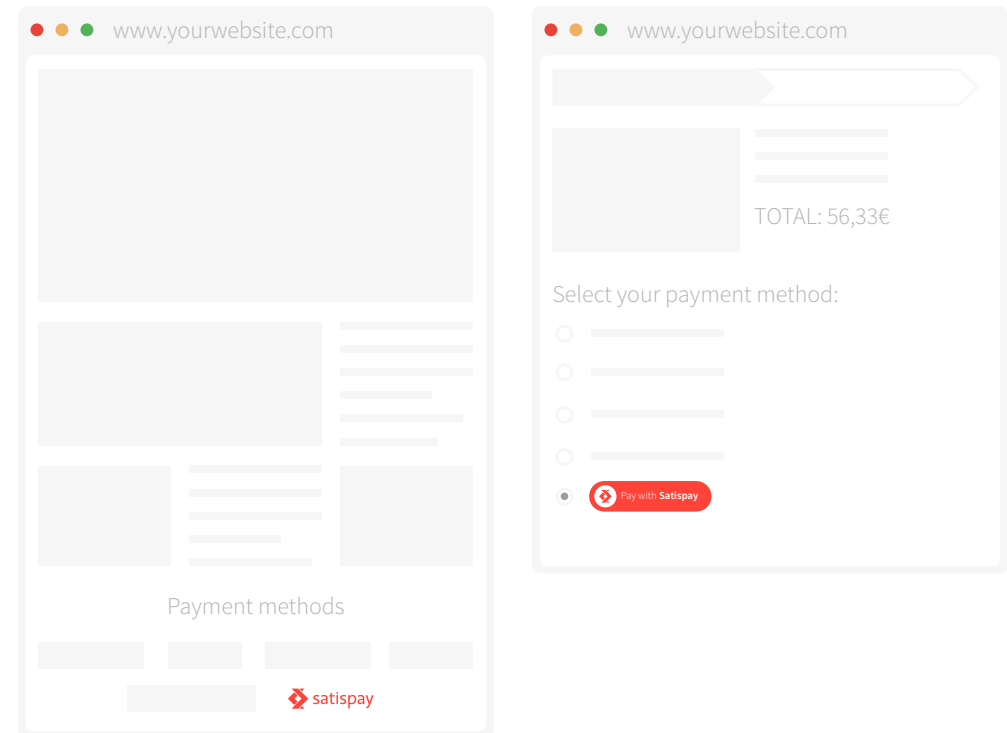 www.yourwebsite.com
Payment methods
satispay
www.yourwebsite.com
TOTAL: 56,33€
Select your payment method:
Pay with Satispay